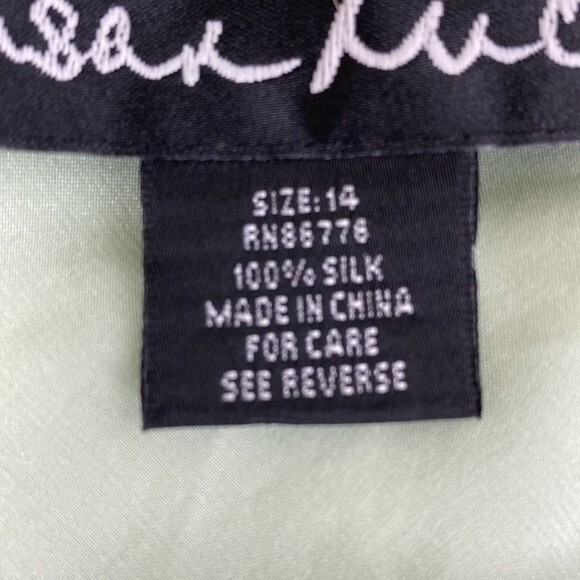 SIZE: 14
RN86776
100% SILK
MADE IN CHINA
FOR CARE
SEE REVERSE